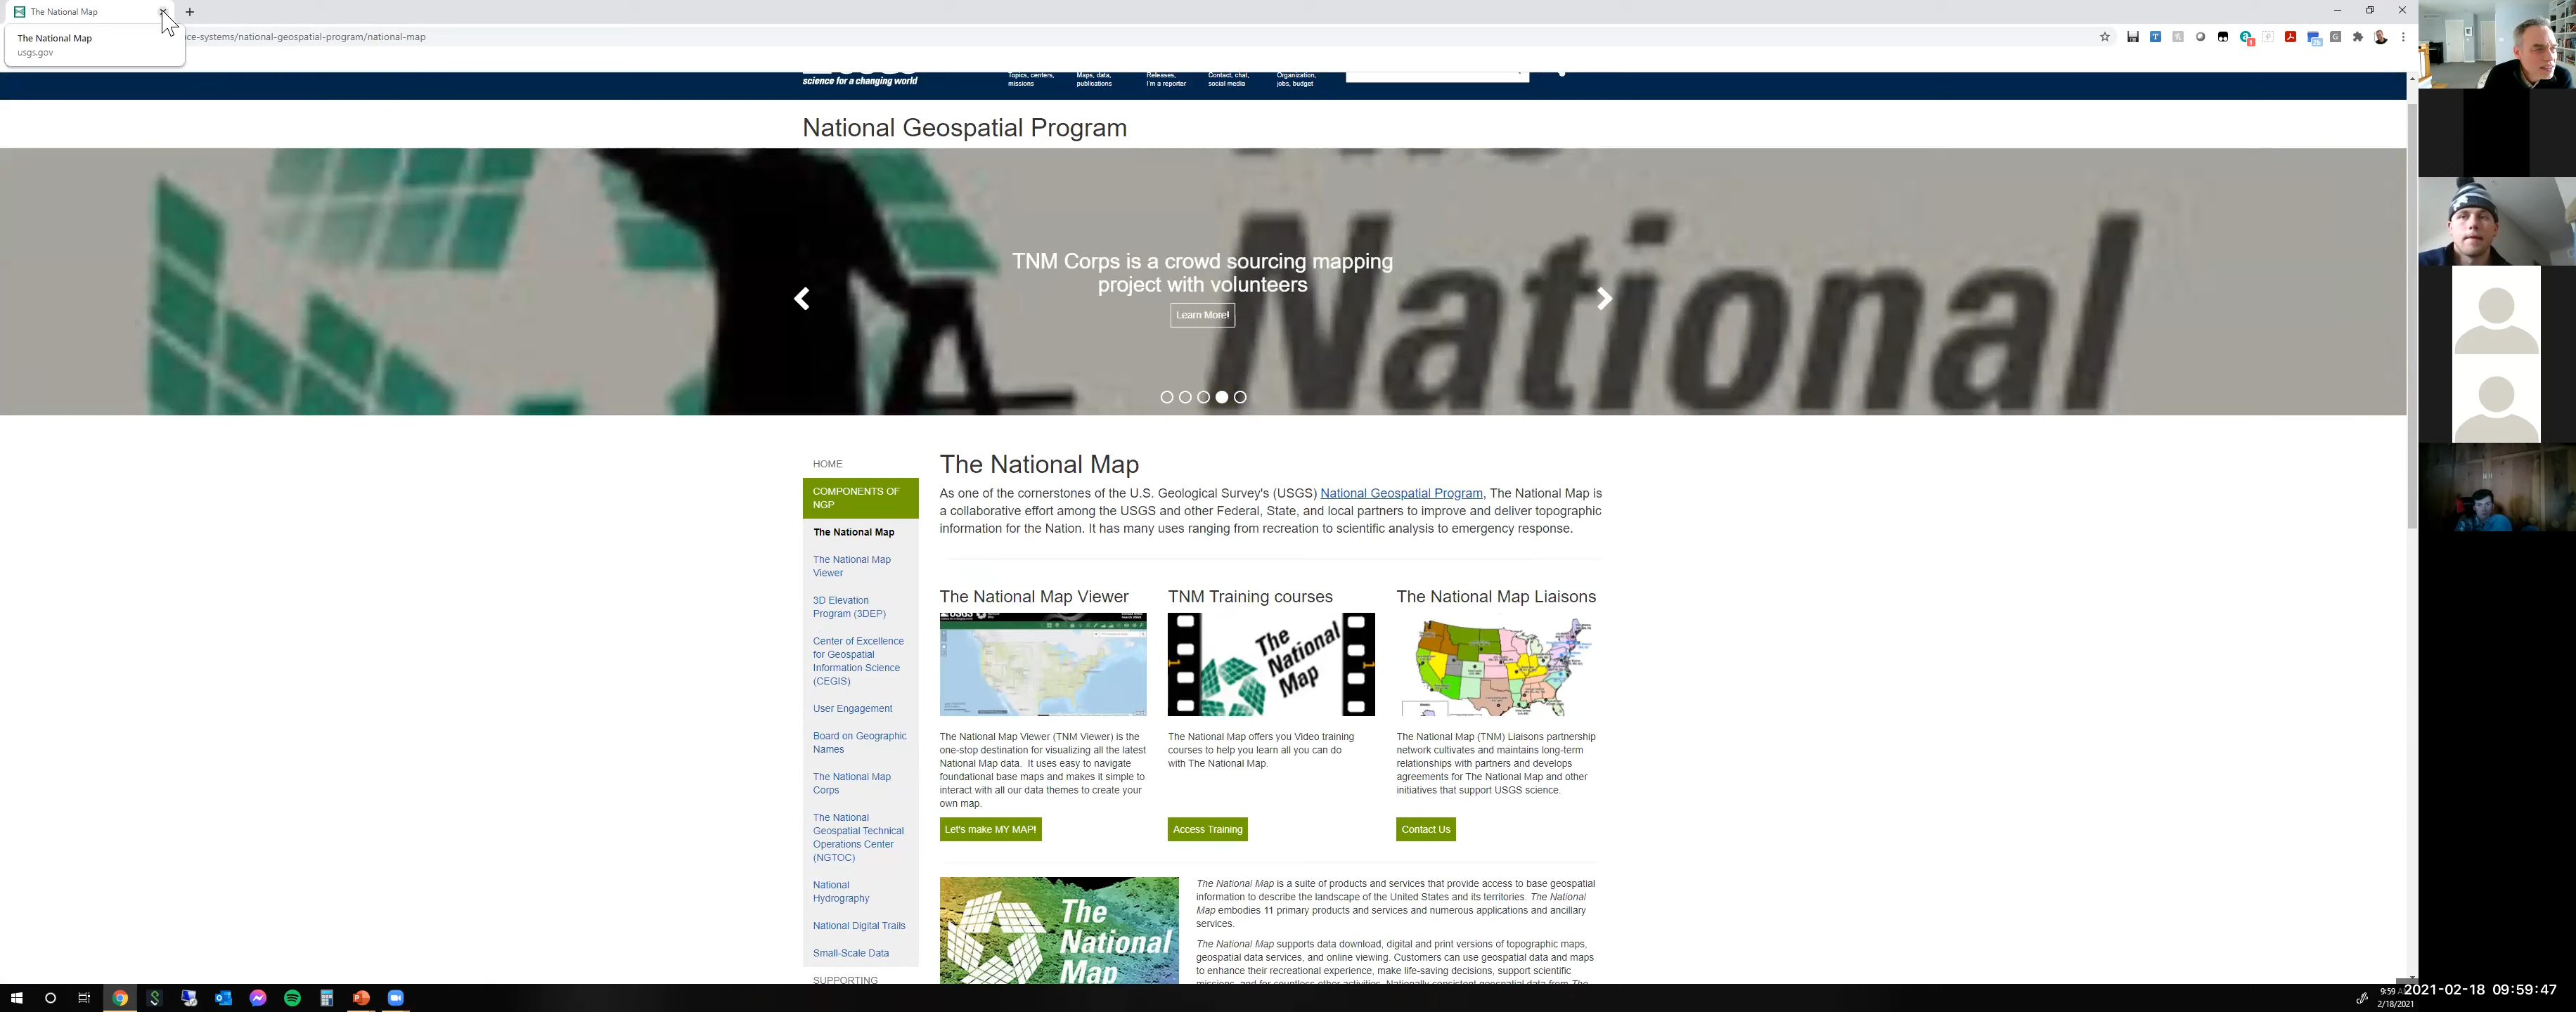 The National Map
The National Map
usgs.gov
ce-systems/national-geospatial-program/national-map
science for a changing world
Topics, centers,
missions
Maps, data,
publications
Releases,
I'm a reporter
Contact, chat,
social media
Organization,
jobs, budget
National Geospatial Program
TNM Corps is a crowd sourcing mapping
project with volunteers
Learn More!
National
HOME
COMPONENTS OF
NGP
The National Map
The National Map
Viewer
3D Elevation
Program (3DEP)
Center of Excellence
for Geospatial
Information Science
(CEGIS)
User Engagement
Board on Geographic
Names
The National Map
Corps
The National
Geospatial Technical
Operations Center
(NGTOC)
National
Hydrography
National Digital Trails
Small-Scale Data
SUPPORTING
The National Map
As one of the cornerstones of the U.S. Geological Survey's (USGS) National Geospatial Program, The National Map is
a collaborative effort among the USGS and other Federal, State, and local partners to improve and deliver topographic
information for the Nation. It has many uses ranging from recreation to scientific analysis to emergency response.
The National Map Viewer
The National Map Viewer (TNM Viewer) is the
one-stop destination for visualizing all the latest
National Map data. It uses easy to navigate
foundational base maps and makes it simple to
interact with all our data themes to create your
own map.
Let's make MY MAP!
TNM Training courses
The
National
Map
The National Map offers you Video training
courses to help you learn all you can do
with The National Map.
Access Training
The National Map Liaisons
The National Map (TNM) Liaisons partnership
network cultivates and maintains long-term
relationships with partners and develops
agreements for The National Map and other
initiatives that support USGS science.
Contact Us
The
National
Map
The National Map is a suite of products and services that provide access to base geospatial
information to describe the landscape of the United States and its territories. The National
Map embodies 11 primary products and services and numerous applications and ancillary
services.
The National Map supports data download, digital and print versions of topographic maps,
geospatial data services, and online viewing. Customers can use geospatial data and maps
to enhance their recreational experience, make life-saving decisions, support scientific
missions, and for countless other activities. Nationally consistent geospatial data from The
9:59
2/18/2021
2021-02-18 09:59:47